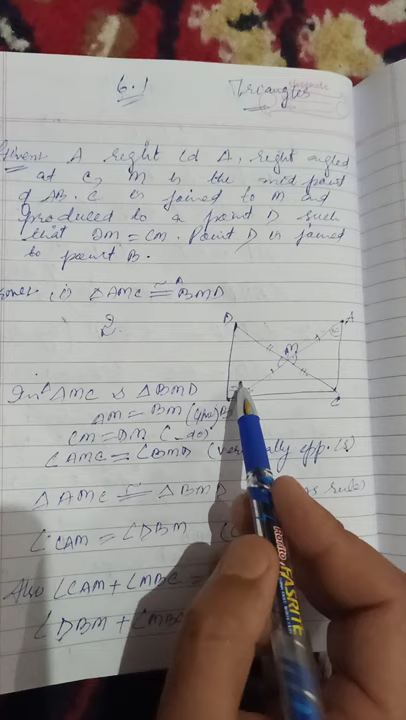 6.1 Triangles
Given A right ∠d Δ, right angled
at C, M is the mid point
of AB. C is joined to M and
produced to a point D such
that DM = CM. Point D is joined
to point B.
(i) ΔAMC ≅ ΔBMD
D A
M
C
In ΔAMC & ΔBMD
AM = BM (Given)
CM = DM (do)
∠AMC = ∠BMD (vertically opp. ∠s)
ΔAMC ≅ ΔBMD rule)
∠CAM = ∠DBM (
Also ∠CAM + ∠MBC =
∠DBM + ∠MBC
Rorito FASRITE